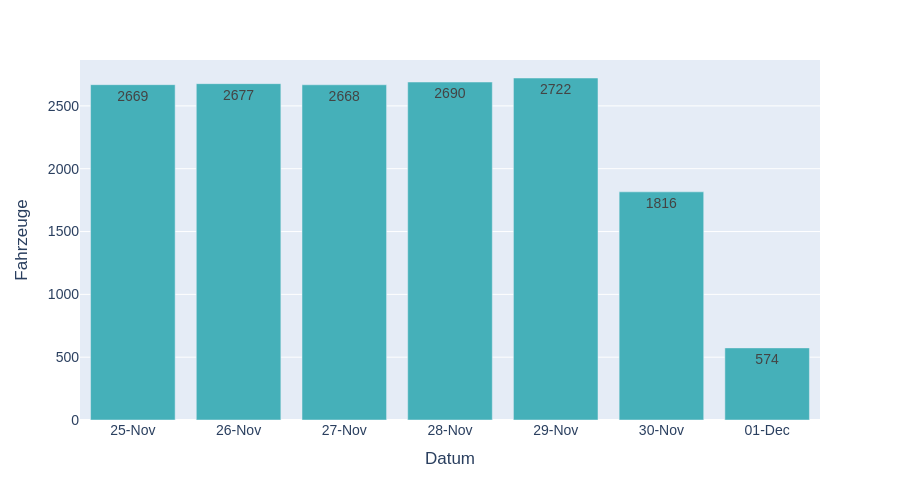 2669
2677
2668
2690
2722
1816
574
2500
2000
1500
1000
500
0
Fahrzeuge
25-Nov
26-Nov
27-Nov
28-Nov
29-Nov
30-Nov
01-Dec
Datum